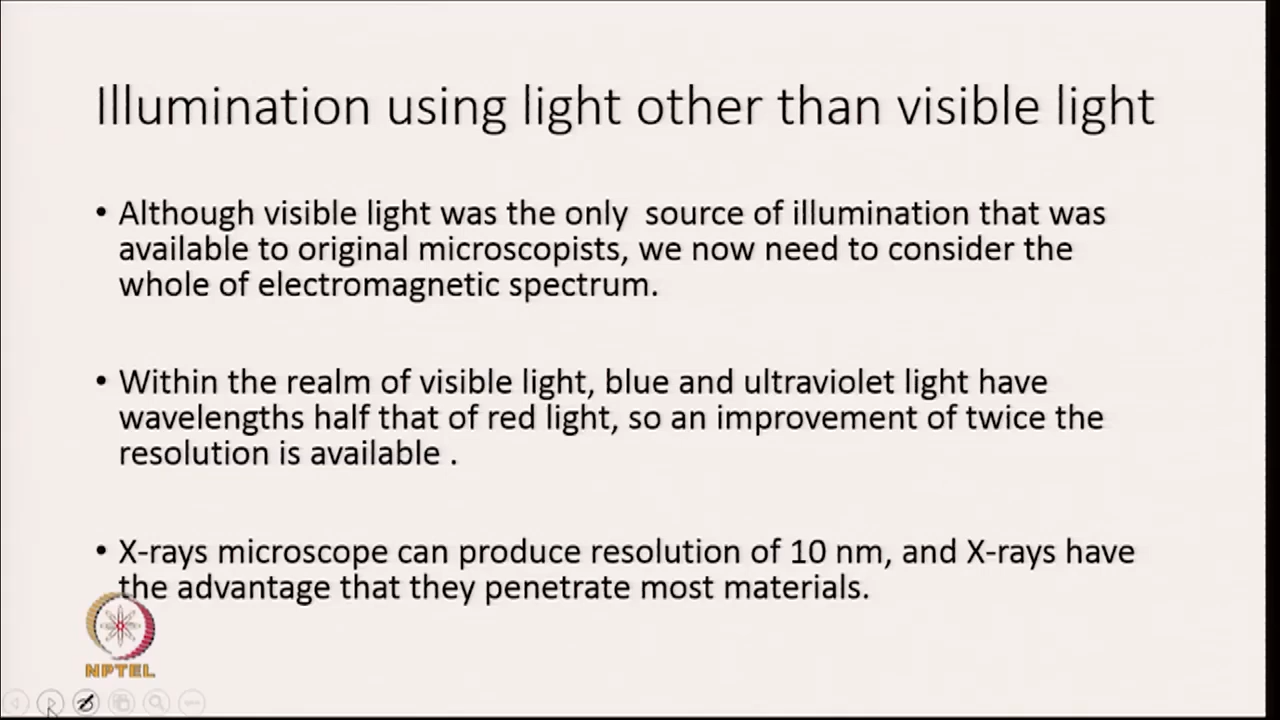 Illumination using light other than visible light
• Although visible light was the only source of illumination that was
available to original microscopists, we now need to consider the
whole of electromagnetic spectrum.
• Within the realm of visible light, blue and ultraviolet light have
wavelengths half that of red light, so an improvement of twice the
resolution is available .
• X-rays microscope can produce resolution of 10 nm, and X-rays have
the advantage that they penetrate most materials.
NPTEL